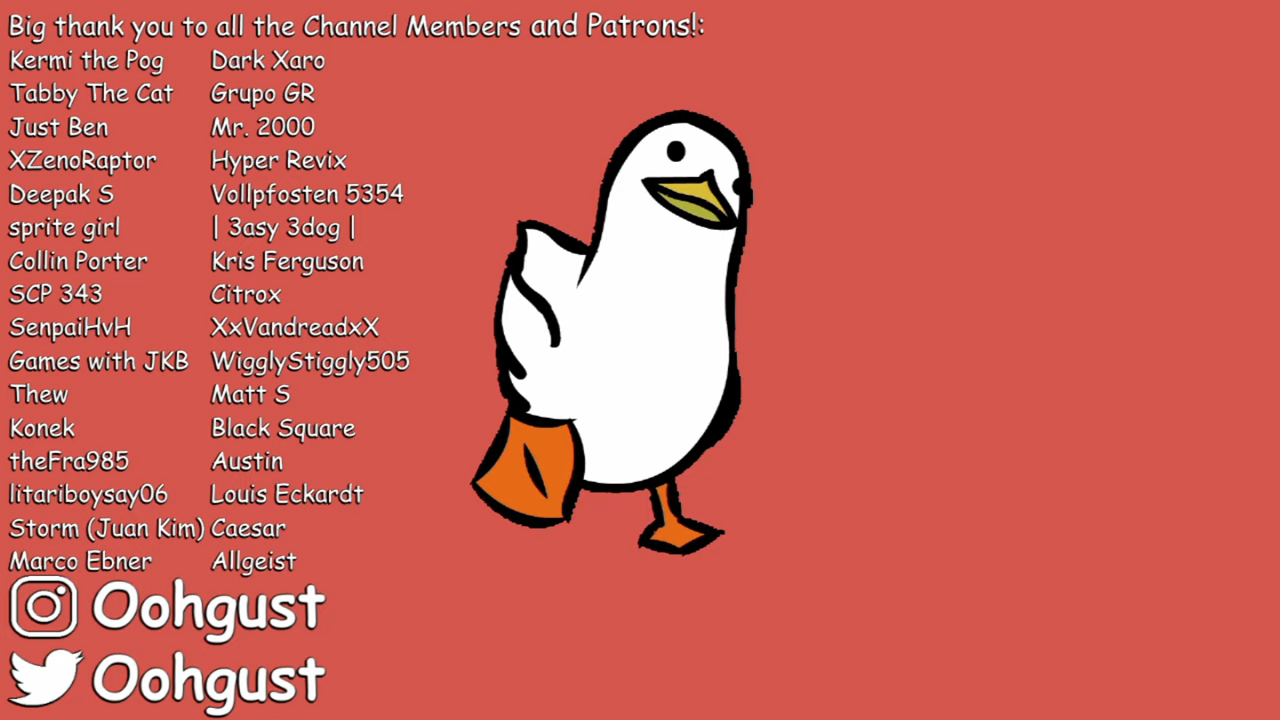 Big thank you to all the Channel Members and Patrons!:
Kermi the Pog
Tabby The Cat
Just Ben
XZenoRaptor
Deepak S
sprite girl
Collin Porter
SCP 343
SenpaiHvH
Games with JKB
Thew
Konek
theFra985
litariboysay06
Storm (Juan Kim)
Marco Ebner
Dark Xaro
Grupo GR
Mr. 2000
Hyper Revix
Vollpfosten 5354
| 3asy 3dog |
Kris Ferguson
Citrox
XxVandreadxX
WigglyStiggly505
Matt S
Black Square
Austin
Louis Eckardt
Caesar
Allgeist
Oohgust
Oohgust